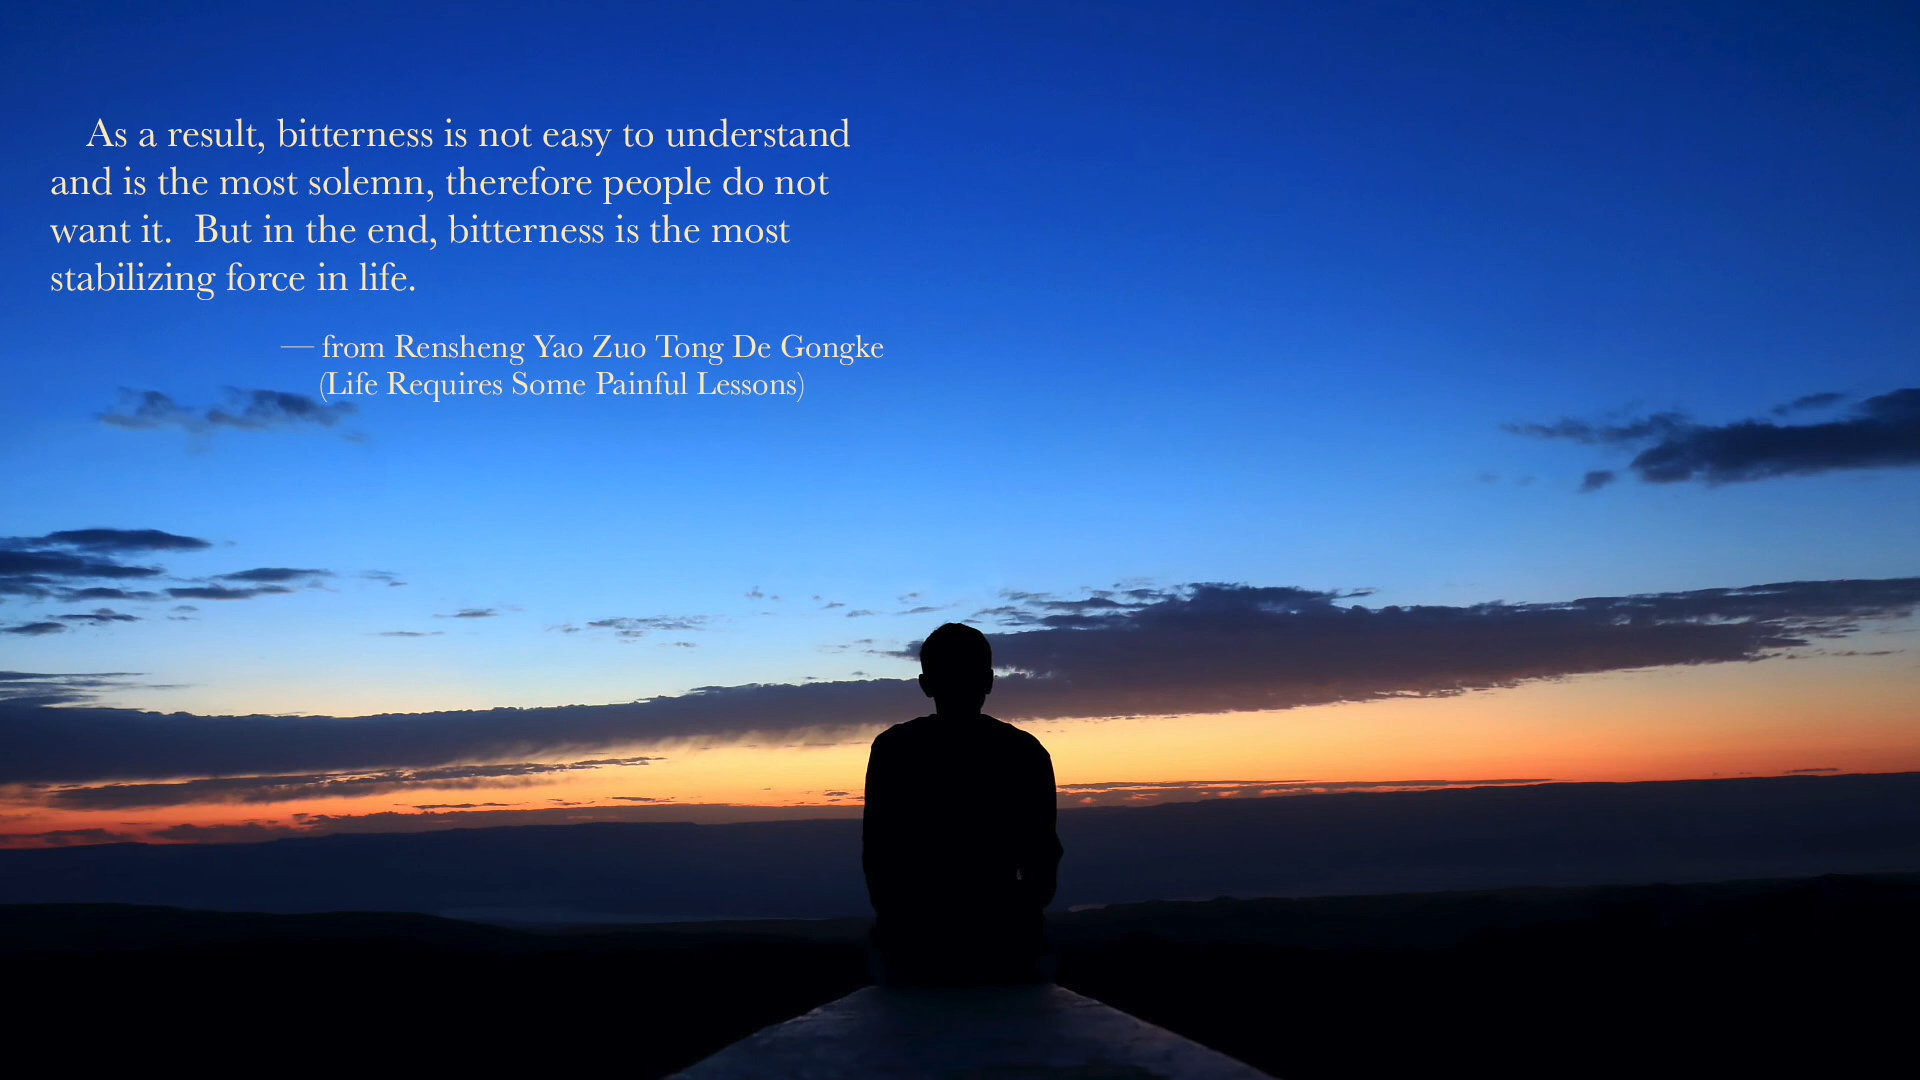 As a result, bitterness is not easy to understand
and is the most solemn, therefore people do not
want it.  But in the end, bitterness is the most
stabilizing force in life.
— from Rensheng Yao Zuo Tong De Gongke
(Life Requires Some Painful Lessons)